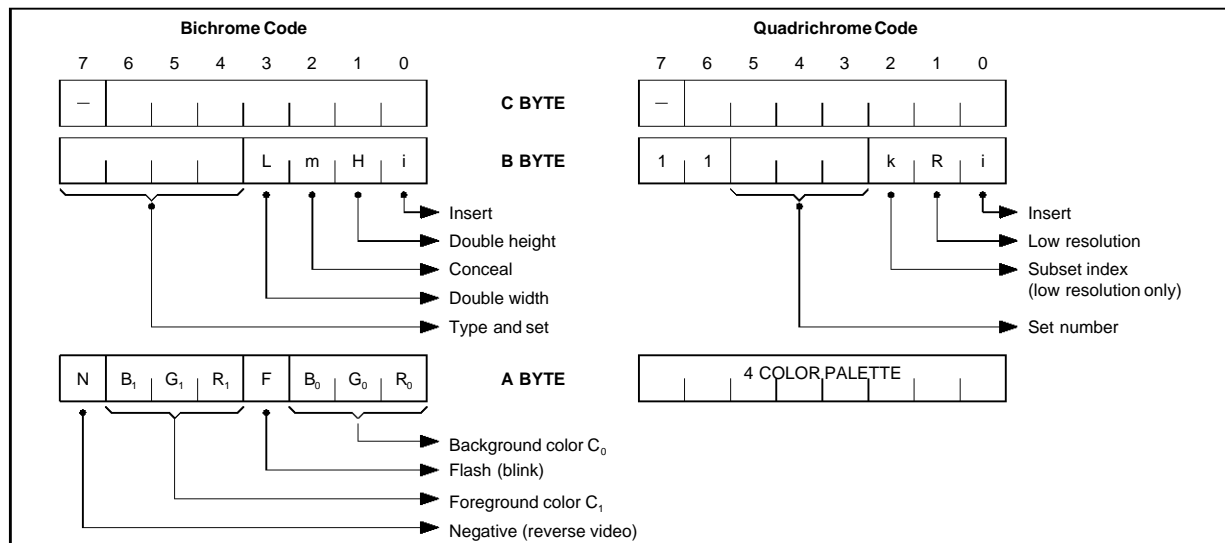 Bichrome Code Quadrichrome Code
7 6 5 4 3 2 1 0 7 6 5 4 3 2 1 0
– C BYTE –
L m H i B BYTE 1 1 k R i
Insert Insert
Double height Low resolution
Conceal Subset index
(low resolution only)
Double width
Type and set Set number
N B₁ G₁ R₁ F B₀ G₀ R₀ A BYTE 4 COLOR PALETTE
Background color C₀
Flash (blink)
Foreground color C₁
Negative (reverse video)